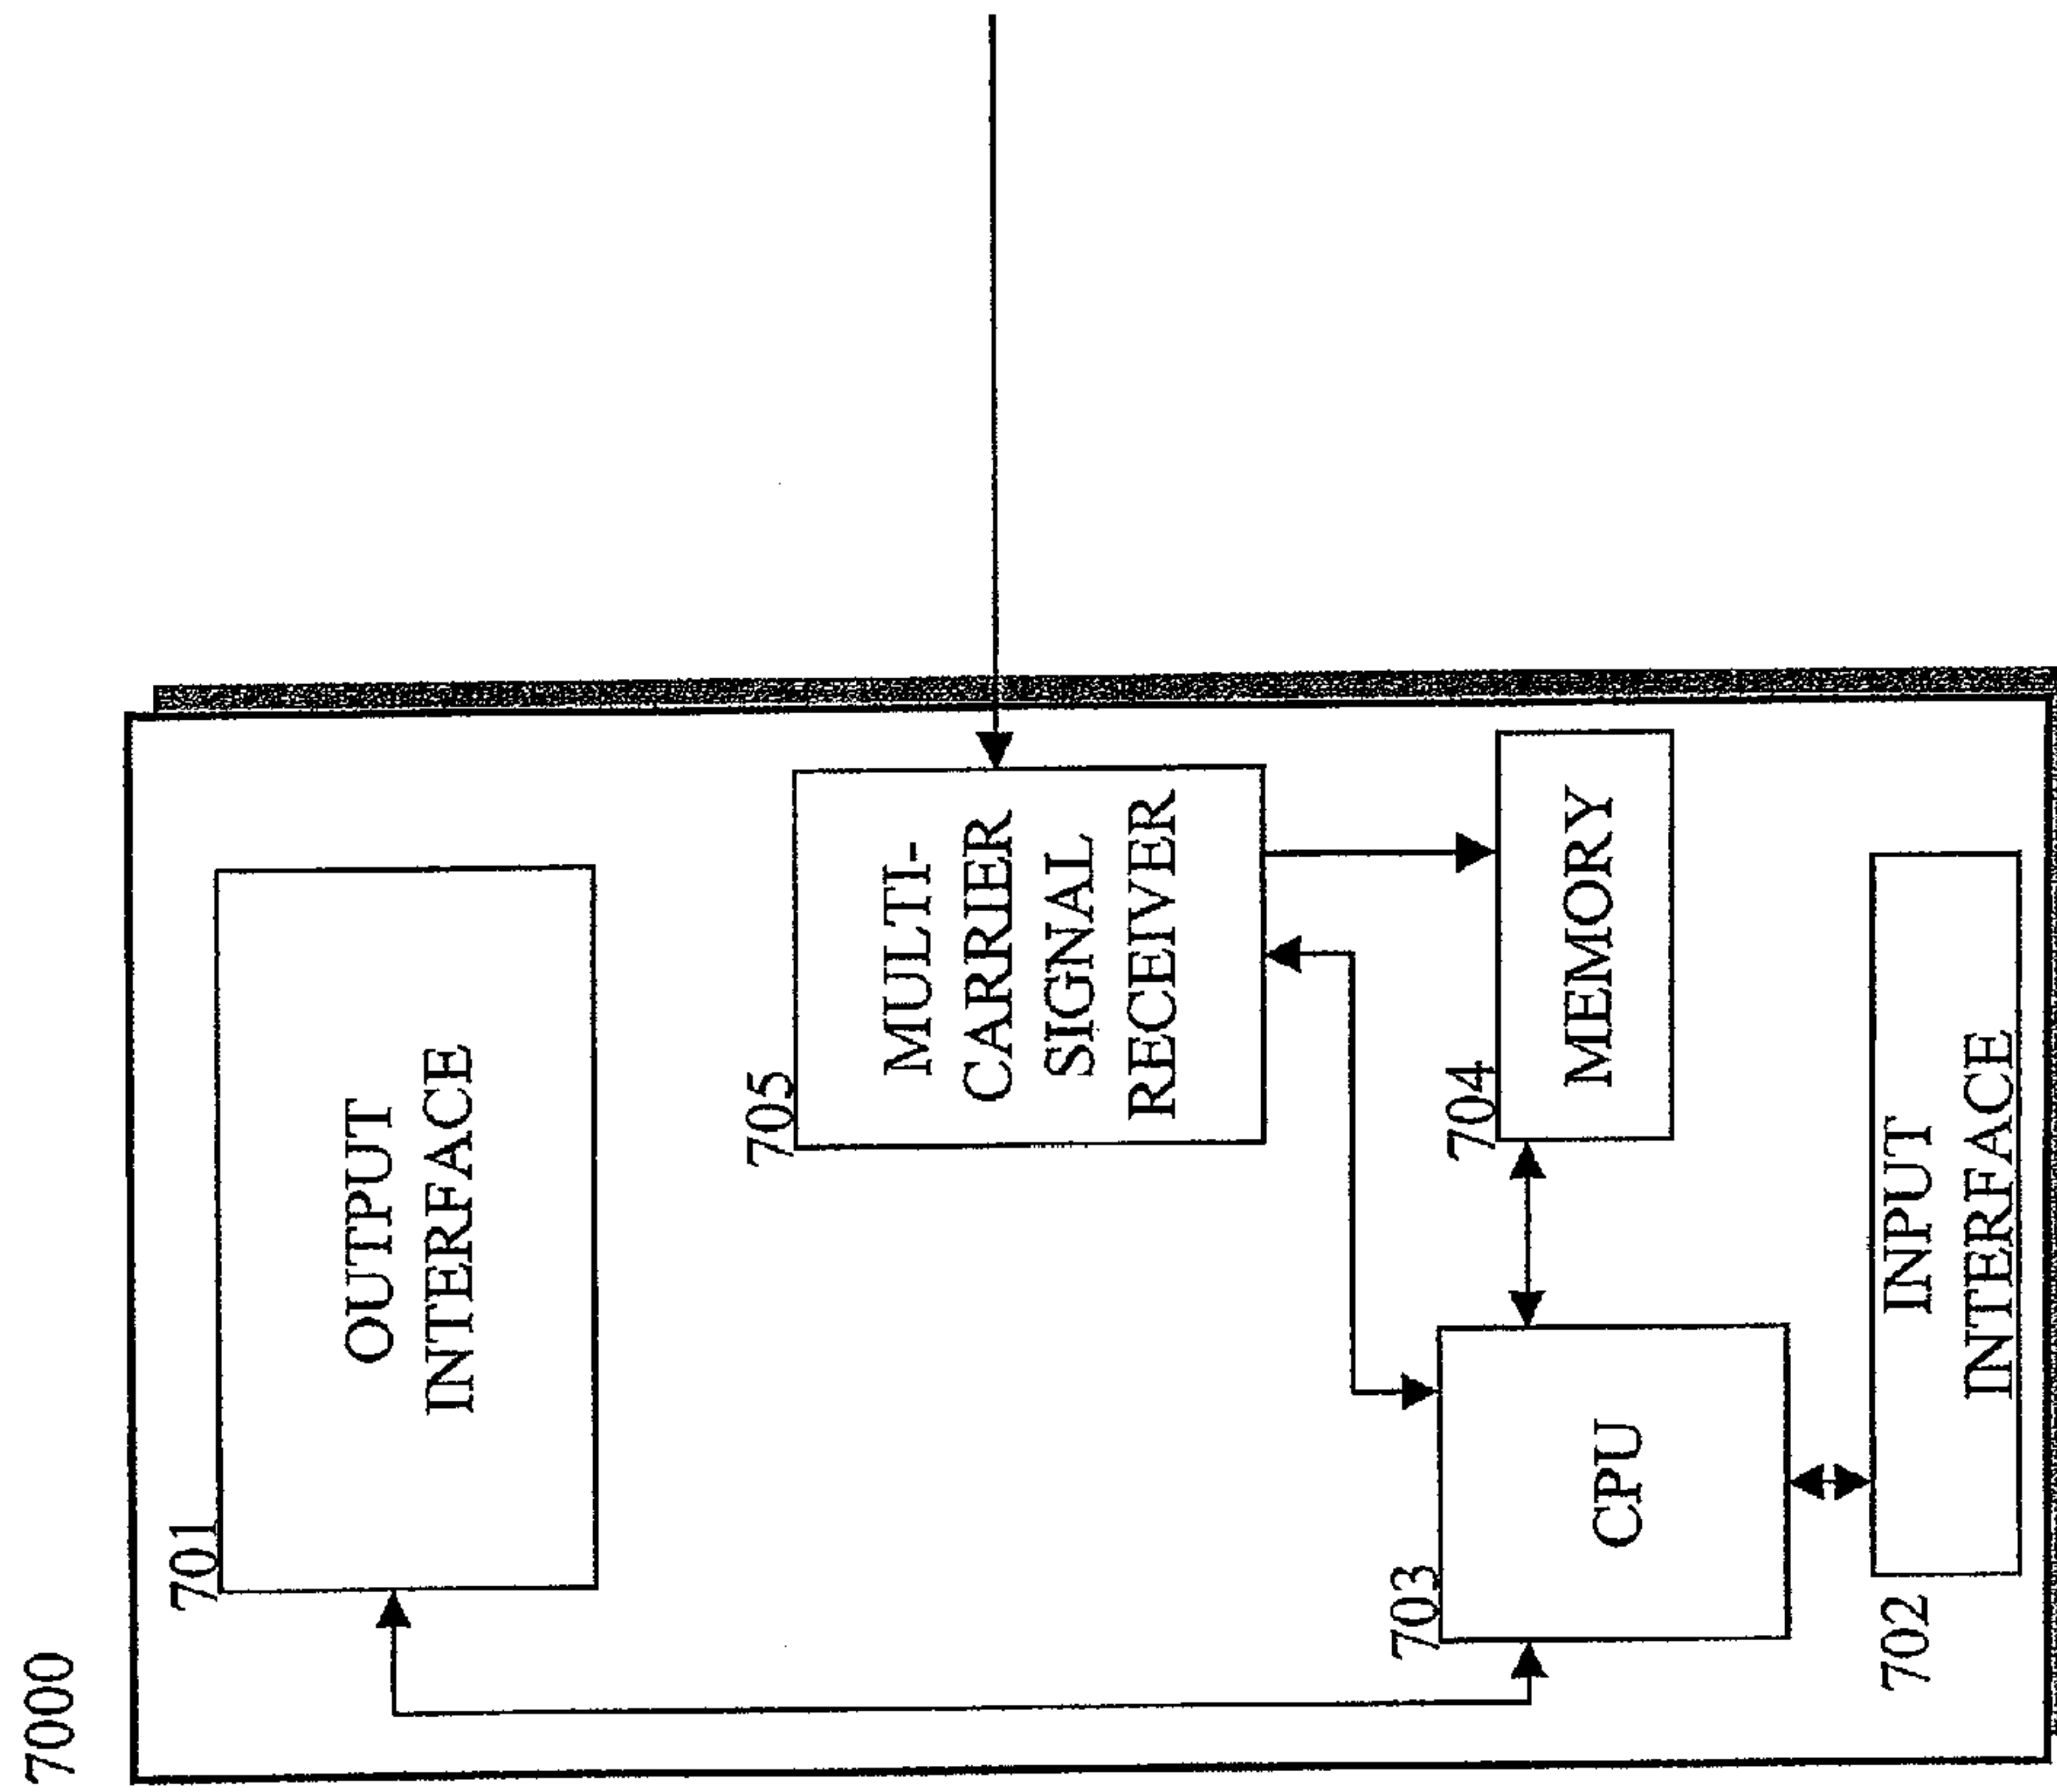 7000
701
OUTPUT
INTERFACE
705
MULTI-
CARRIER
SIGNAL
RECEIVER
703
CPU
704
MEMORY
702
INPUT
INTERFACE